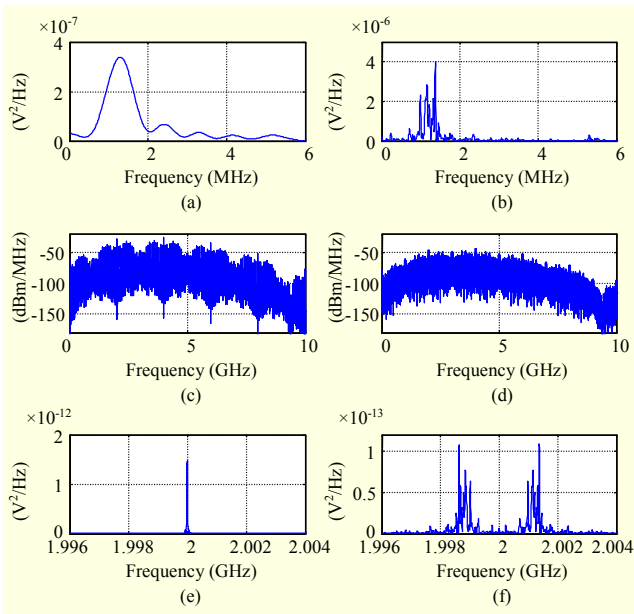 ×10-7
×10-6
4
2
0
0
2
4
6
(V2/Hz)
Frequency (MHz)
(a)
4
2
0
0
2
4
6
(V2/Hz)
Frequency (MHz)
(b)
-50
-100
-150
0
5
10
(dBm/MHz)
Frequency (GHz)
(c)
-50
-100
-150
0
5
10
(dBm/MHz)
Frequency (GHz)
(d)
×10-12
2
1
0
1.996
1.998
2
2.002
2.004
(V2/Hz)
Frequency (GHz)
(e)
×10-13
1
0.5
0
1.996
1.998
2
2.002
2.004
(V2/Hz)
Frequency (GHz)
(f)